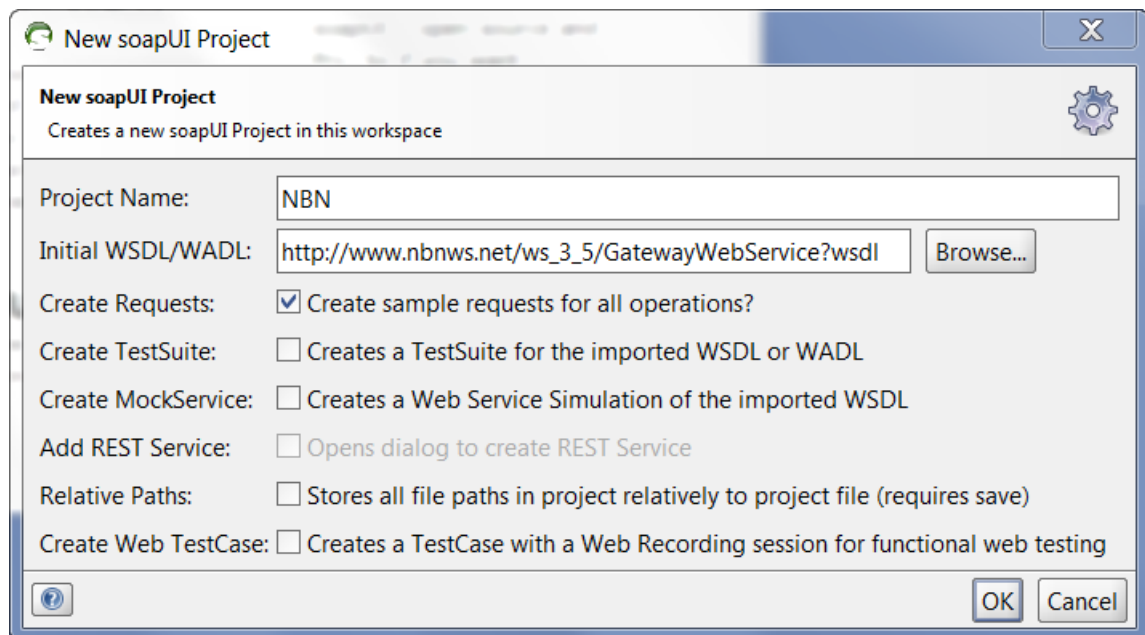 New soapUI Project
New soapUI Project
Creates a new soapUI Project in this workspace
Project Name: NBN
Initial WSDL/WADL: http://www.nbnws.net/ws_3_5/GatewayWebService?wsdl Browse...
Create Requests: Create sample requests for all operations?
Create TestSuite: Creates a TestSuite for the imported WSDL or WADL
Create MockService: Creates a Web Service Simulation of the imported WSDL
Add REST Service: Opens dialog to create REST Service
Relative Paths: Stores all file paths in project relatively to project file (requires save)
Create Web TestCase: Creates a TestCase with a Web Recording session for functional web testing
OK Cancel